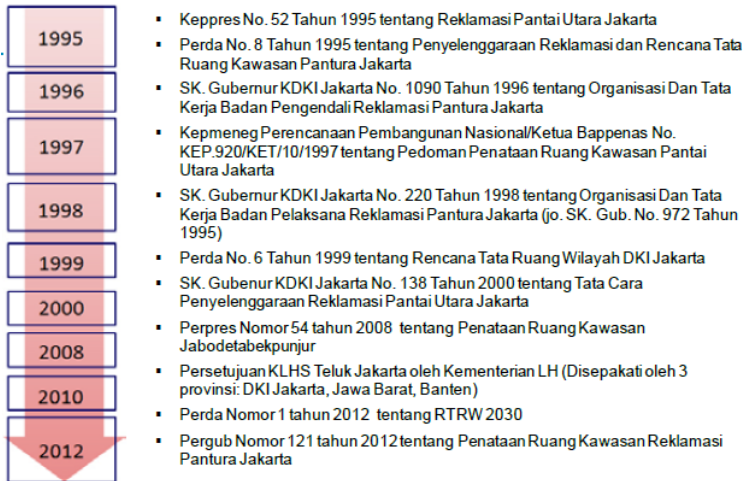 1995
1996
1997
1998
1999
2000
2008
2010
2012
▪ Keppres No. 52 Tahun 1995 tentang Reklamasi Pantai Utara Jakarta
▪ Perda No. 8 Tahun 1995 tentang Penyelenggaraan Reklamasi dan Rencana Tata
Ruang Kawasan Pantura Jakarta
▪ SK. Gubernur KDKI Jakarta No. 1090 Tahun 1996 tentang Organisasi Dan Tata
Kerja Badan Pengendali Reklamasi Pantura Jakarta
▪ Kepmeneg Perencanaan Pembangunan Nasional/Ketua Bappenas No.
KEP.920/KET/10/1997 tentang Pedoman Penataan Ruang Kawasan Pantai
Utara Jakarta
▪ SK. Gubernur KDKI Jakarta No. 220 Tahun 1998 tentang Organisasi Dan Tata
Kerja Badan Pelaksana Reklamasi Pantura Jakarta (jo. SK. Gub. No. 972 Tahun
1995)
▪ Perda No. 6 Tahun 1999 tentang Rencana Tata Ruang Wilayah DKI Jakarta
▪ SK. Gubenur KDKI Jakarta No. 138 Tahun 2000 tentang Tata Cara
Penyelenggaraan Reklamasi Pantai Utara Jakarta
▪ Perpres Nomor 54 tahun 2008 tentang Penataan Ruang Kawasan
Jabodetabekpunjur
▪ Persetujuan KLHS Teluk Jakarta oleh Kementerian LH (Disepakati oleh 3
provinsi: DKI Jakarta, Jawa Barat, Banten)
▪ Perda Nomor 1 tahun 2012 tentang RTRW 2030
▪ Pergub Nomor 121 tahun 2012 tentang Penataan Ruang Kawasan Reklamasi
Pantura Jakarta